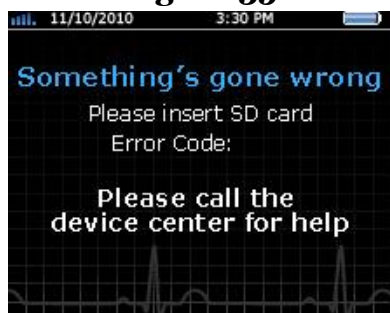 11/10/2010 3:30 PM
Something's gone wrong
Please insert SD card
Error Code:
Please call the
device center for help